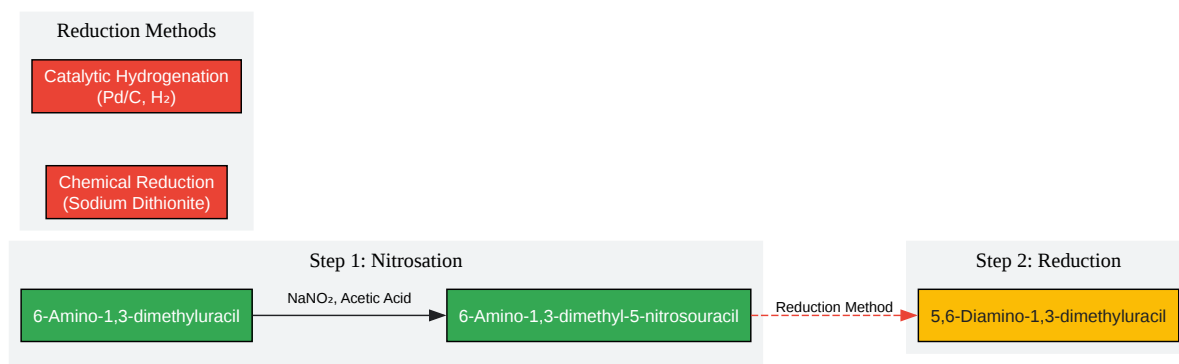 Reduction Methods
Catalytic Hydrogenation
(Pd/C, H₂)
Chemical Reduction
(Sodium Dithionite)
Step 1: Nitrosation
6-Amino-1,3-dimethyluracil
NaNO₂, Acetic Acid
6-Amino-1,3-dimethyl-5-nitrosouracil
Reduction Method
Step 2: Reduction
5,6-Diamino-1,3-dimethyluracil